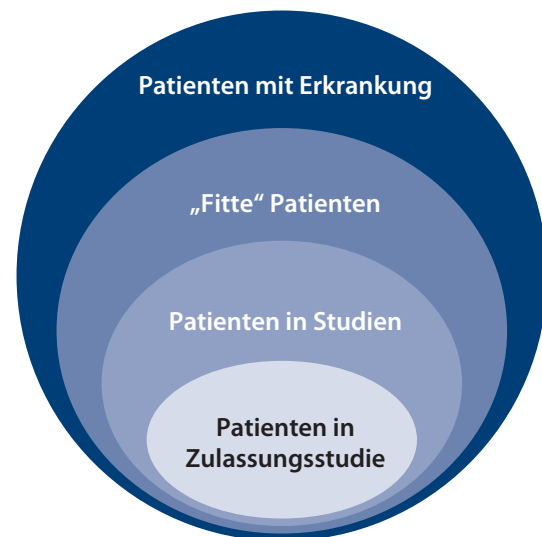 Patienten mit Erkrankung
„Fitte“ Patienten
Patienten in Studien
Patienten in
Zulassungsstudie